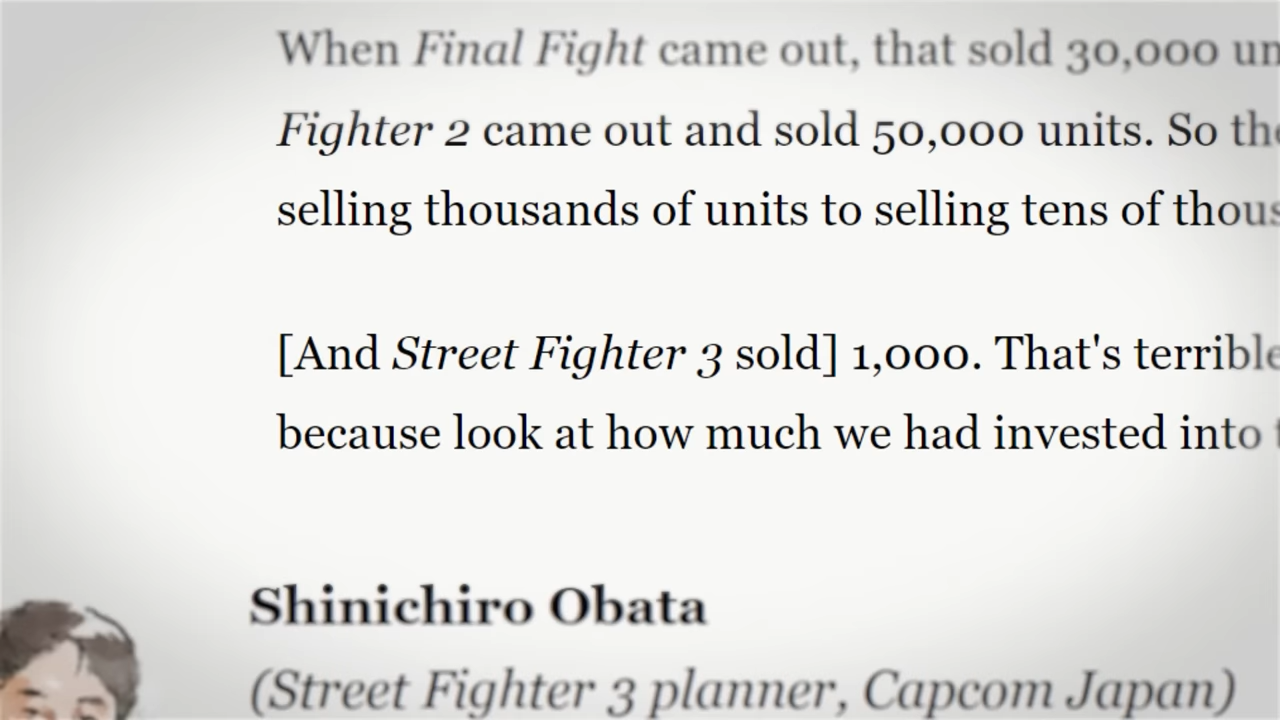 When Final Fight came out, that sold 30,000
Fighter 2 came out and sold 50,000 units. So
selling thousands of units to selling tens of
[And Street Fighter 3 sold] 1,000. That's terrible
because look at how much we had invested into
Shinichiro Obata
(Street Fighter 3 planner, Capcom Japan)